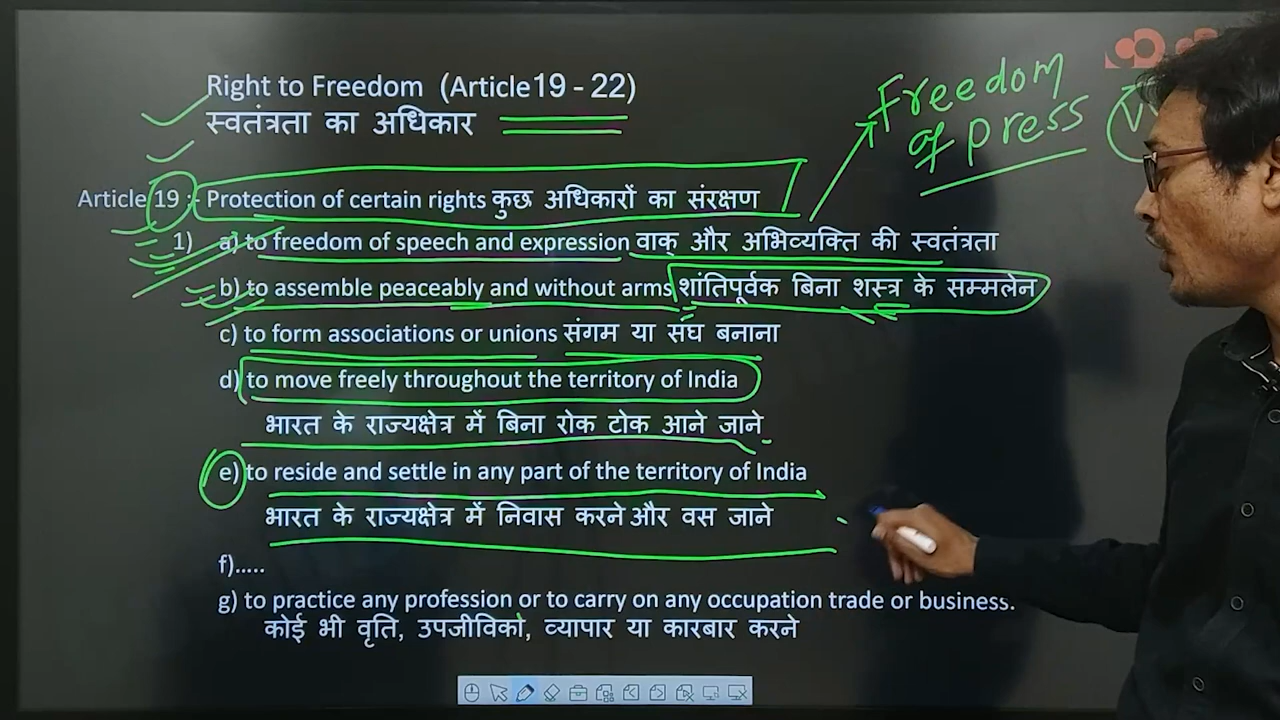 Right to Freedom (Article 19 - 22)
स्वतंत्रता का अधिकार
Freedom
of press
Article 19 :- Protection of certain rights कुछ अधिकारों का संरक्षण
1) a) to freedom of speech and expression वाक् और अभिव्यक्ति की स्वतंत्रता
b) to assemble peaceably and without arms शांतिपूर्वक बिना शस्त्र के सम्मलेन
c) to form associations or unions संगम या संघ बनाना
d) to move freely throughout the territory of India
भारत के राज्यक्षेत्र में बिना रोक टोक आने जाने
e) to reside and settle in any part of the territory of India
भारत के राज्यक्षेत्र में निवास करने और वस जाने
f).....
g) to practice any profession or to carry on any occupation trade or business.
कोई भी वृति, उपजीविको, व्यापार या कारबार करने